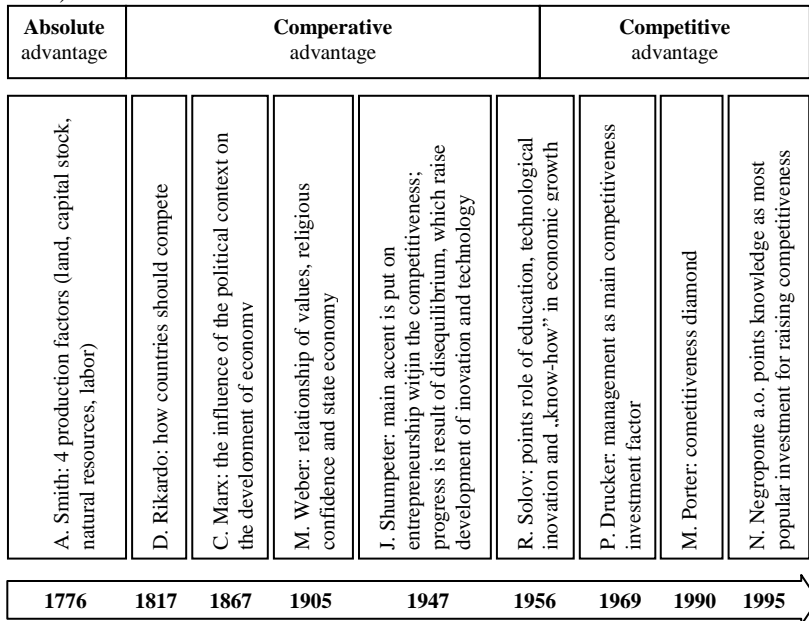 Absolute
advantage
Comperative
advantage
Competitive
advantage
A. Smith: 4 production factors (land, capital stock,
natural resources, labor)
D. Rikardo: how countries should compete
C. Marx: the influence of the political context on
the development of economy
M. Weber: relationship of values, religious
confidence and state economy
J. Shumpeter: main accent is put on
entrepreneurship witjin the competitiveness;
progress is result of disequilibrium, which raise
development of inovation and technology
R. Solov: points role of education, technological
inovation and „know-how” in economic growth
P. Drucker: management as main competitiveness
investment factor
M. Porter: cometitiveness diamond
N. Negroponte a.o. points knowledge as most
popular investment for raising competitiveness
1776
1817
1867
1905
1947
1956
1969
1990
1995